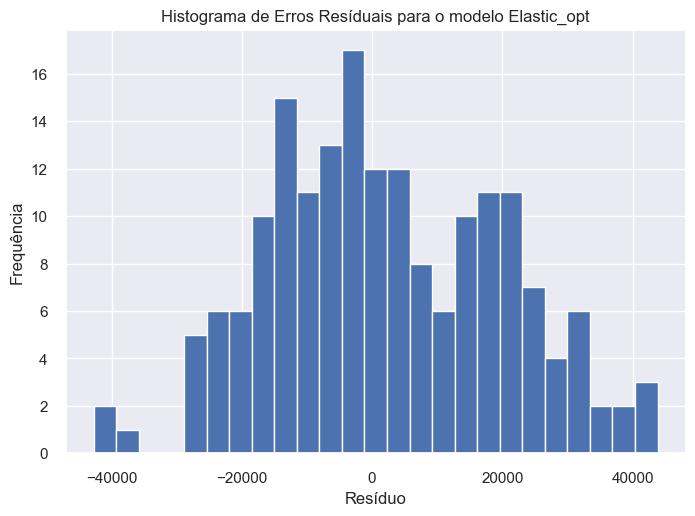 Histograma de Erros Resíduais para o modelo Elastic_opt
Frequência
16
14
12
10
8
6
4
2
0
−40000 −20000 0 20000 40000
Resíduo